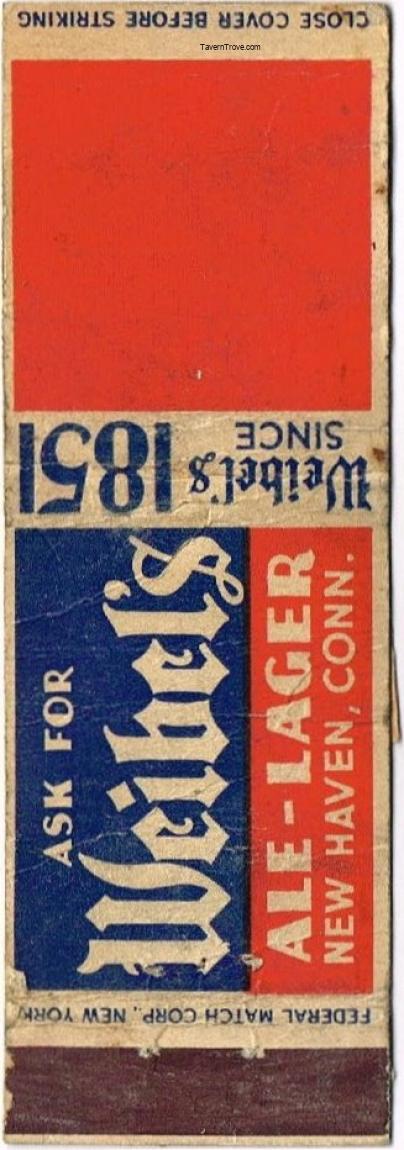 CLOSE COVER BEFORE STRIKING
TavernTrove.com
Weibel's
SINCE
1851
ASK FOR
Weibel's
ALE-LAGER
NEW HAVEN, CONN.
FEDERAL MATCH CORP., NEW YORK